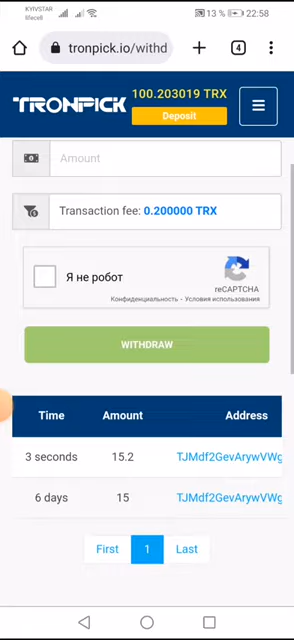 KYIVSTAR
lifecell
13 % 22:58
tronpick.io/withd
4
TRONPICK
100.203019 TRX
Deposit
Amount
Transaction fee: 0.200000 TRX
Я не робот
reCAPTCHA
Конфиденциальность - Условия использования
WITHDRAW
Time Amount Address
3 seconds 15.2 TJMdf2GevArywVWg
6 days 15 TJMdf2GevArywVWg
First 1 Last